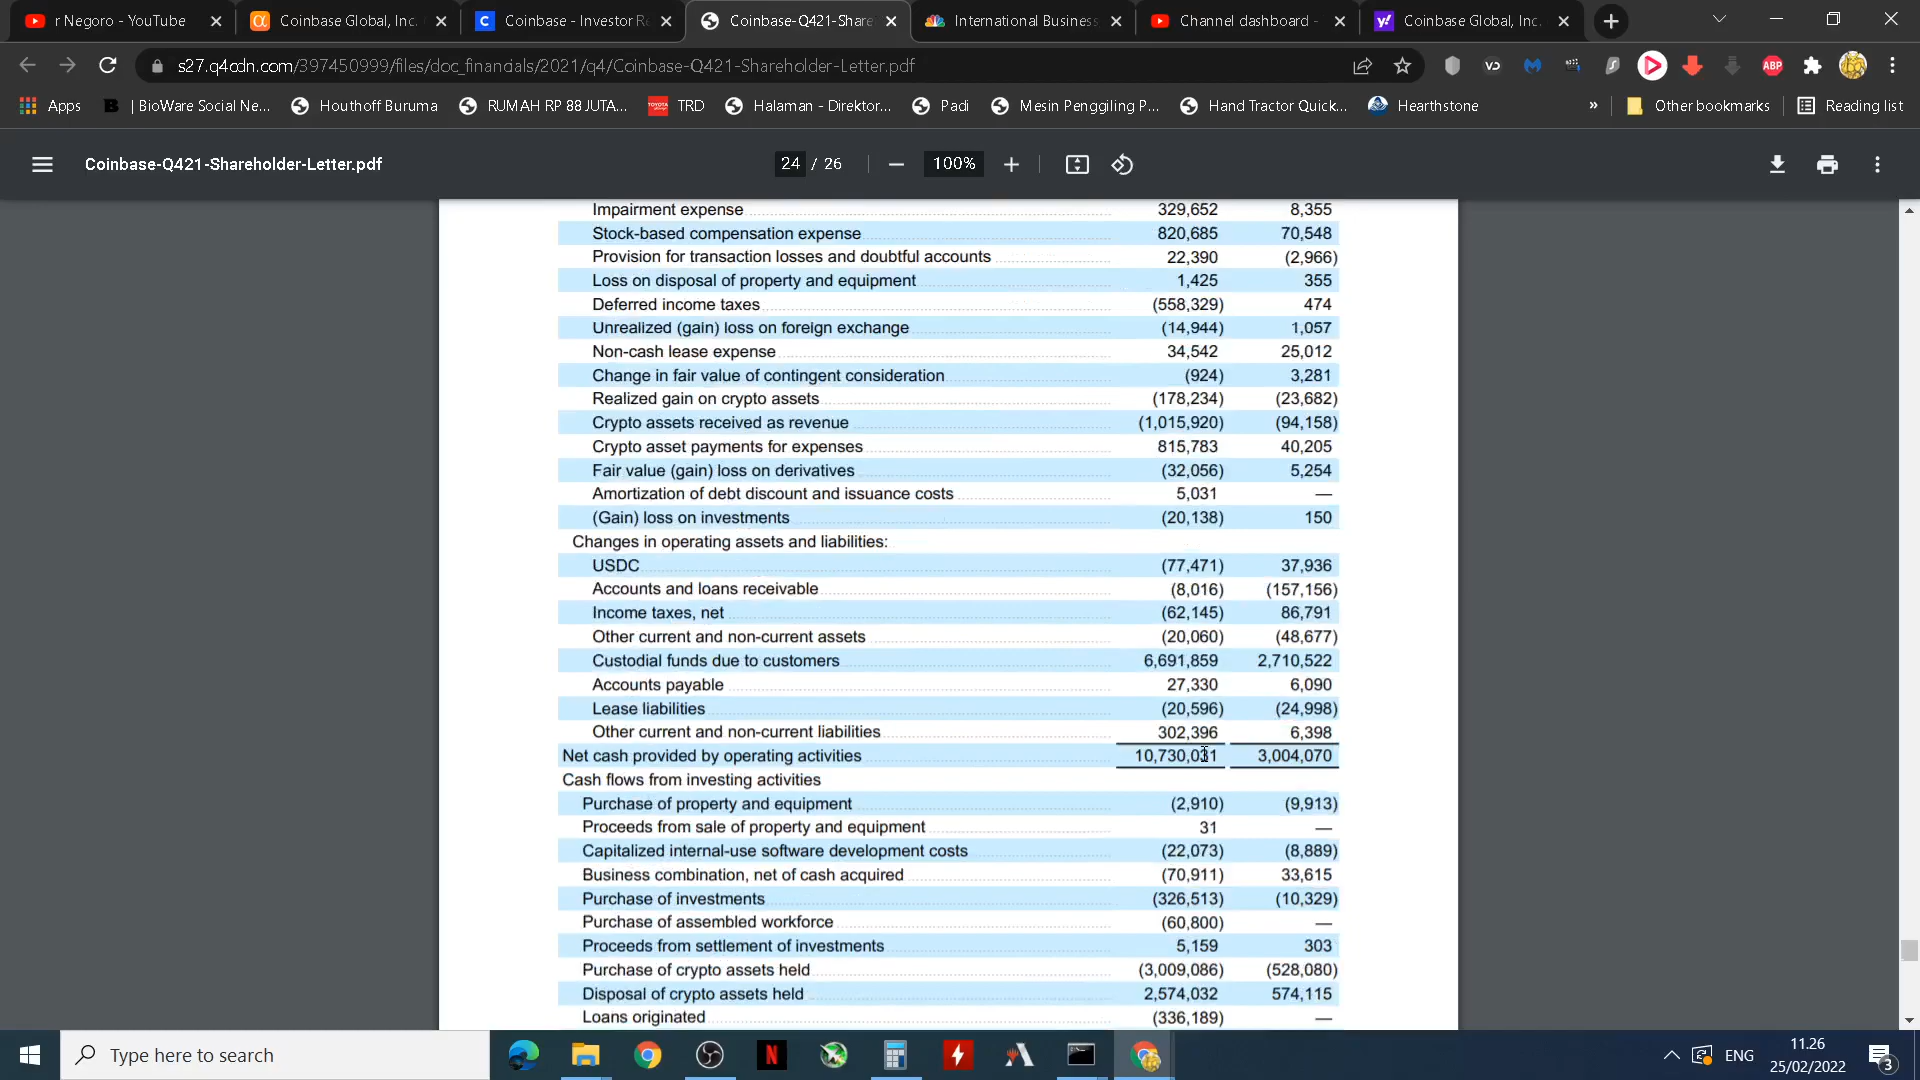 r Negoro - YouTube
Coinbase Global, Inc.
Coinbase - Investor Re
Coinbase-Q421-Share
International Business
Channel dashboard -
Coinbase Global, Inc.
s27.q4cdn.com/397450999/files/doc_financials/2021/q4/Coinbase-Q421-Shareholder-Letter.pdf
ABP
Apps
| BioWare Social Ne...
Houthoff Buruma
RUMAH RP 88 JUTA...
TRD
Halaman - Direktor...
Padi
Mesin Penggiling P...
Hand Tractor Quick...
Hearthstone
»
Other bookmarks
Reading list
Coinbase-Q421-Shareholder-Letter.pdf
24 / 26
100%
Impairment expense 329,652 8,355
Stock-based compensation expense 820,685 70,548
Provision for transaction losses and doubtful accounts 22,390 (2,966)
Loss on disposal of property and equipment 1,425 355
Deferred income taxes (558,329) 474
Unrealized (gain) loss on foreign exchange (14,944) 1,057
Non-cash lease expense 34,542 25,012
Change in fair value of contingent consideration (924) 3,281
Realized gain on crypto assets (178,234) (23,682)
Crypto assets received as revenue (1,015,920) (94,158)
Crypto asset payments for expenses 815,783 40,205
Fair value (gain) loss on derivatives (32,056) 5,254
Amortization of debt discount and issuance costs 5,031 —
(Gain) loss on investments (20,138) 150
Changes in operating assets and liabilities:
USDC (77,471) 37,936
Accounts and loans receivable (8,016) (157,156)
Income taxes, net (62,145) 86,791
Other current and non-current assets (20,060) (48,677)
Custodial funds due to customers 6,691,859 2,710,522
Accounts payable 27,330 6,090
Lease liabilities (20,596) (24,998)
Other current and non-current liabilities 302,396 6,398
Net cash provided by operating activities 10,730,031 3,004,070
Cash flows from investing activities
Purchase of property and equipment (2,910) (9,913)
Proceeds from sale of property and equipment 31 —
Capitalized internal-use software development costs (22,073) (8,889)
Business combination, net of cash acquired (70,911) 33,615
Purchase of investments (326,513) (10,329)
Purchase of assembled workforce (60,800) —
Proceeds from settlement of investments 5,159 303
Purchase of crypto assets held (3,009,086) (528,080)
Disposal of crypto assets held 2,574,032 574,115
Loans originated (336,189) —
Type here to search
ENG
11.26
25/02/2022
3